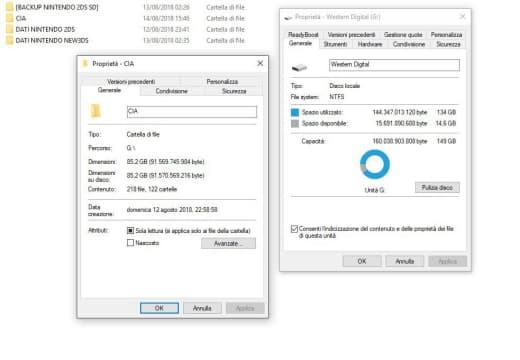 [BACKUP NINTENDO 2DS SD] 13/08/2018 02:26 Cartella di file
CIA 14/08/2018 15:46 Cartella di file
DATI NINTENDO 2DS 12/08/2018 23:41 Cartella di file
DATI NINTENDO NEW3DS 13/08/2018 02:35 Cartella di file
Proprietà - CIA
Versioni precedenti Personalizza
Generale Condivisione Sicurezza
CIA
Tipo: Cartella di file
Percorso: G:\
Dimensioni: 85,2 GB (91.569.745.984 byte)
Dimensioni su disco: 85,2 GB (91.570.569.216 byte)
Contenuto: 218 file, 122 cartelle
Data creazione: domenica 12 agosto 2018, 22:58:58
Attributi: Sola lettura (si applica solo ai file della cartella)
Nascosto Avanzate...
OK Annulla Applica
Proprietà - Western Digital (G:)
ReadyBoost Versioni precedenti Gestione quote Personalizza
Generale Strumenti Hardware Condivisione Sicurezza
Western Digital
Tipo: Disco locale
File system: NTFS
Spazio utilizzato: 144.347.013.120 byte 134 GB
Spazio disponibile: 15.691.890.688 byte 14,6 GB
Capacità: 160.038.903.808 byte 149 GB
Unità G: Pulizia disco
Consenti l'indicizzazione del contenuto e delle proprietà dei file
di questa unità
OK Annulla Applica